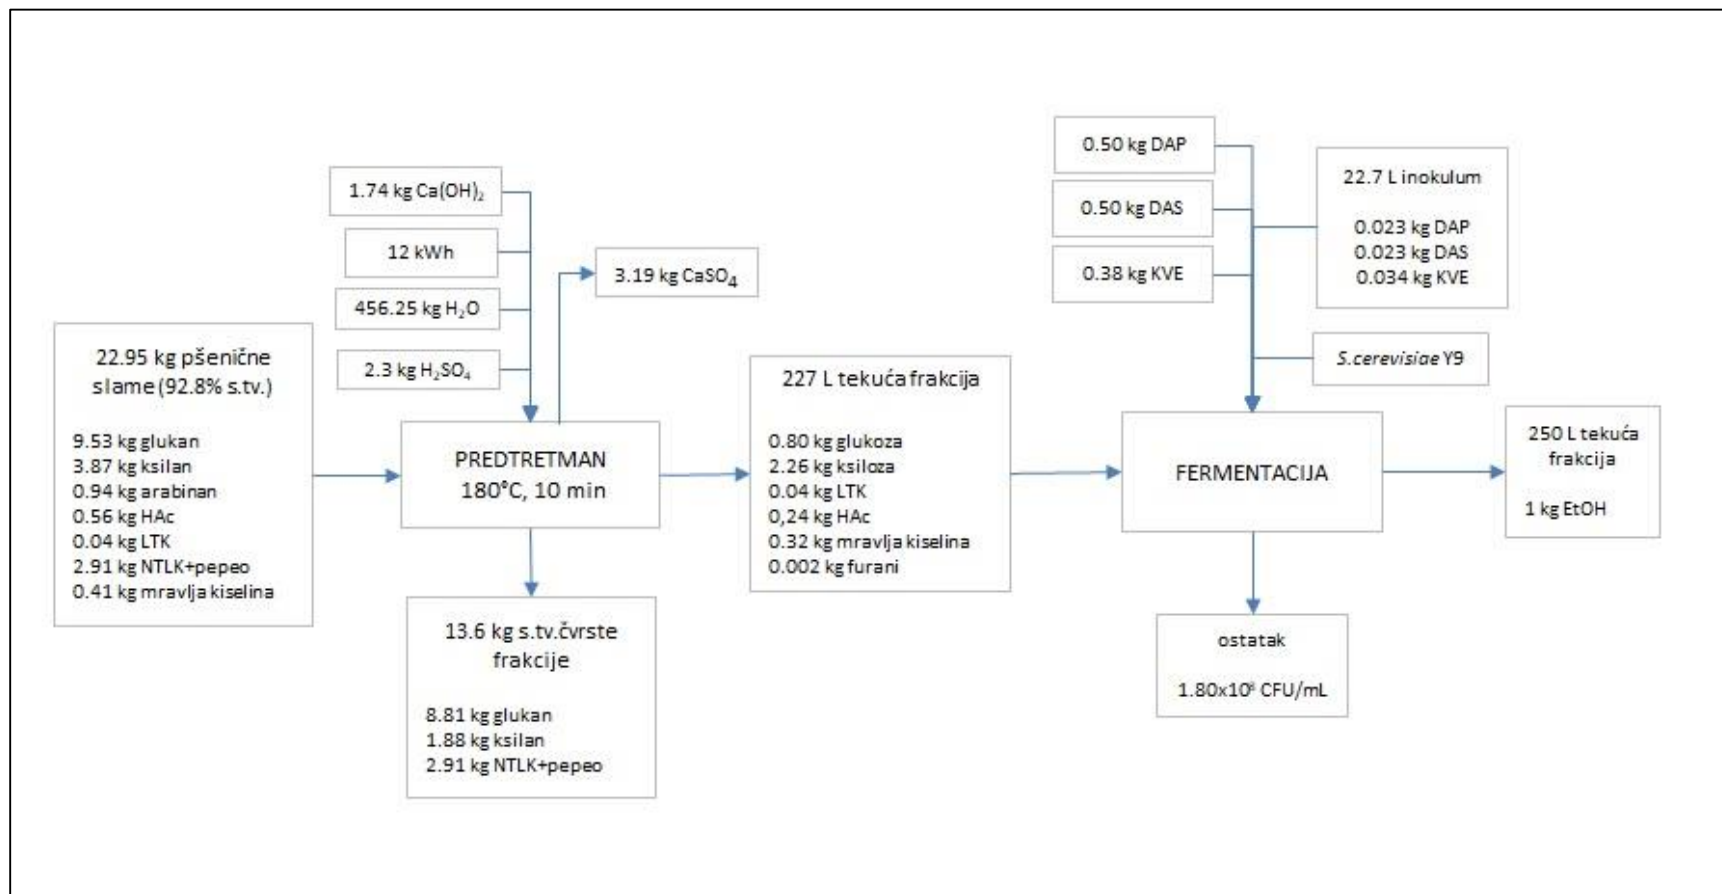 22.95 kg pšenične
slame (92.8% s.tv.)
9.53 kg glukan
3.87 kg ksilan
0.94 kg arabinan
0.56 kg HAc
0.04 kg LTK
2.91 kg NTLK+pepeo
0.41 kg mravlja kiselina
1.74 kg Ca(OH)₂
12 kWh
456.25 kg H₂O
2.3 kg H₂SO₄
3.19 kg CaSO₄
PREDTRETMAN
180°C, 10 min
13.6 kg s.tv.čvrste
frakcije
8.81 kg glukan
1.88 kg ksilan
2.91 kg NTLK+pepeo
227 L tekuća frakcija
0.80 kg glukoza
2.26 kg ksiloza
0.04 kg LTK
0,24 kg HAc
0.32 kg mravlja kiselina
0.002 kg furani
0.50 kg DAP
0.50 kg DAS
0.38 kg KVE
22.7 L inokulum
0.023 kg DAP
0.023 kg DAS
0.034 kg KVE
S.cerevisiae Y9
FERMENTACIJA
250 L tekuća
frakcija
1 kg EtOH
ostatak
1.80x10⁸ CFU/mL